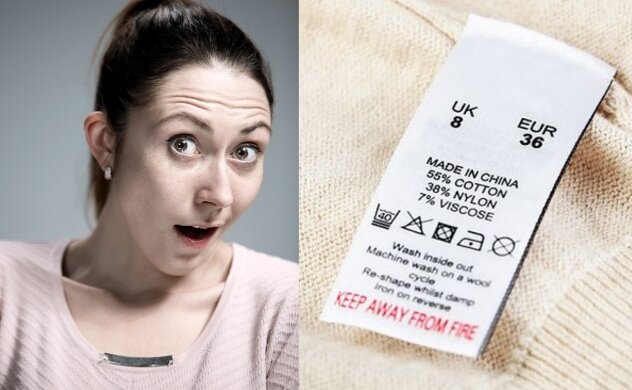 UK
8
EUR
36
MADE IN CHINA
55% COTTON
38% NYLON
7% VISCOSE
40
Wash inside out
Machine wash on a wool
cycle
Re-shape whilst damp
Iron on reverse
KEEP AWAY FROM FIRE